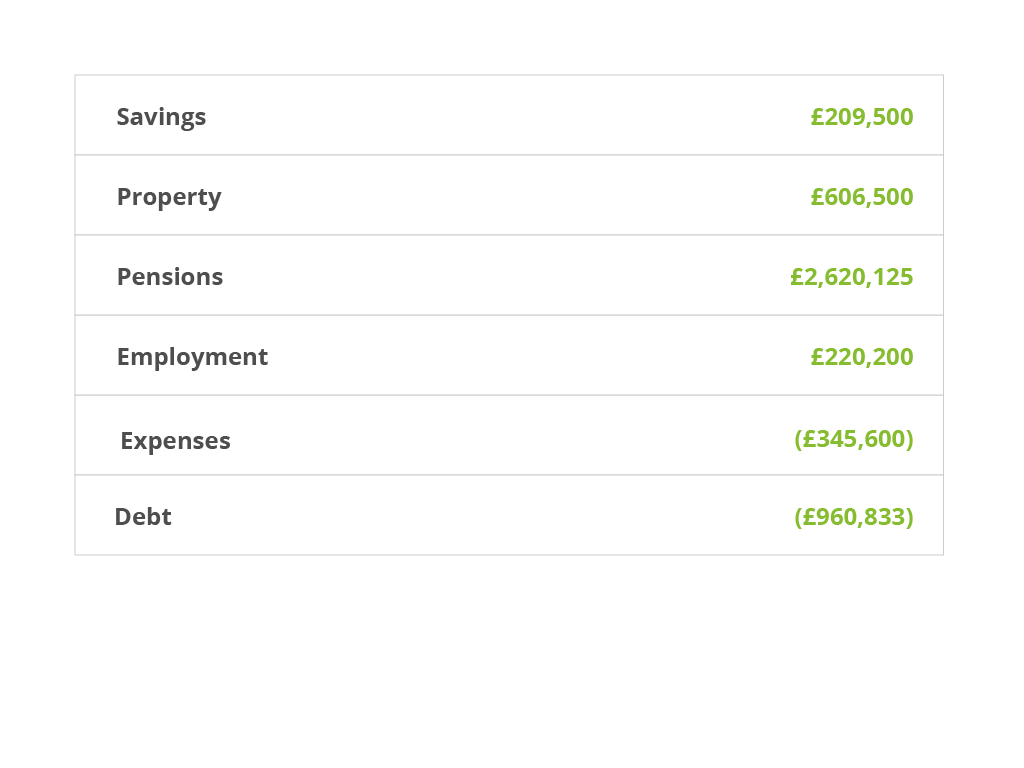 Savings £209,500
Property £606,500
Pensions £2,620,125
Employment £220,200
Expenses (£345,600)
Debt (£960,833)